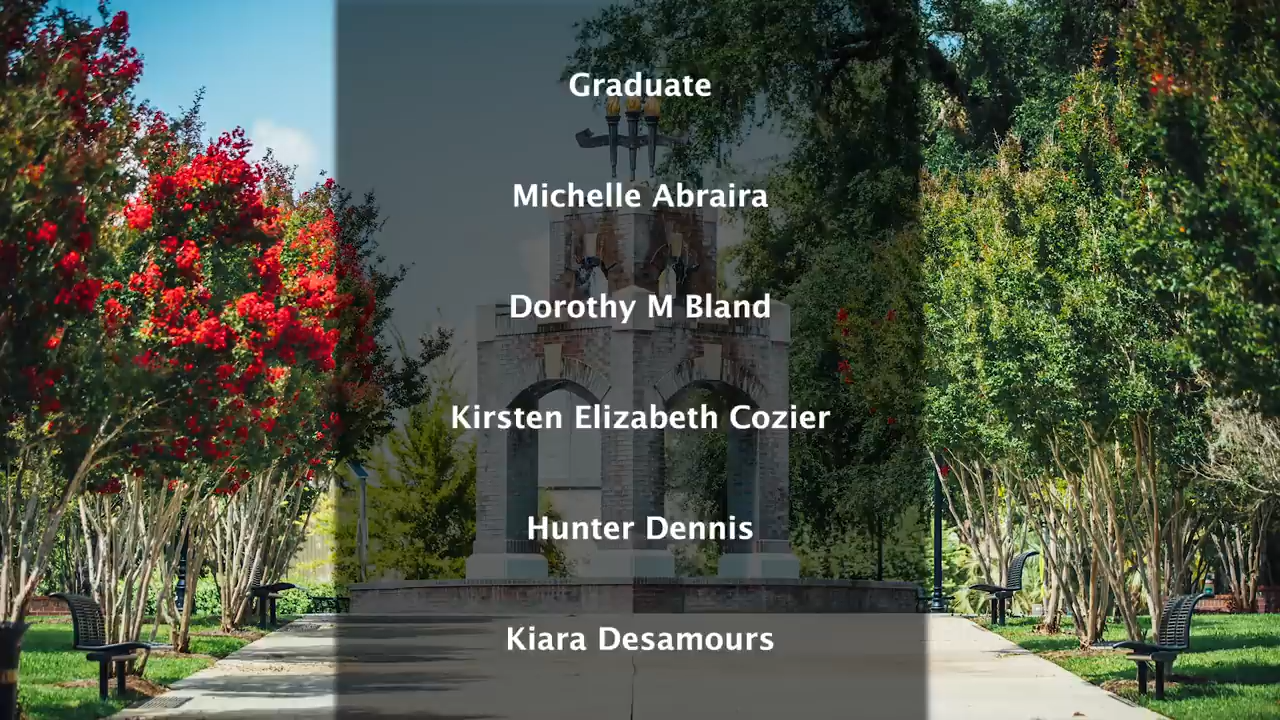 Graduate
Michelle Abraira
Dorothy M Bland
Kirsten Elizabeth Cozier
Hunter Dennis
Kiara Desamours